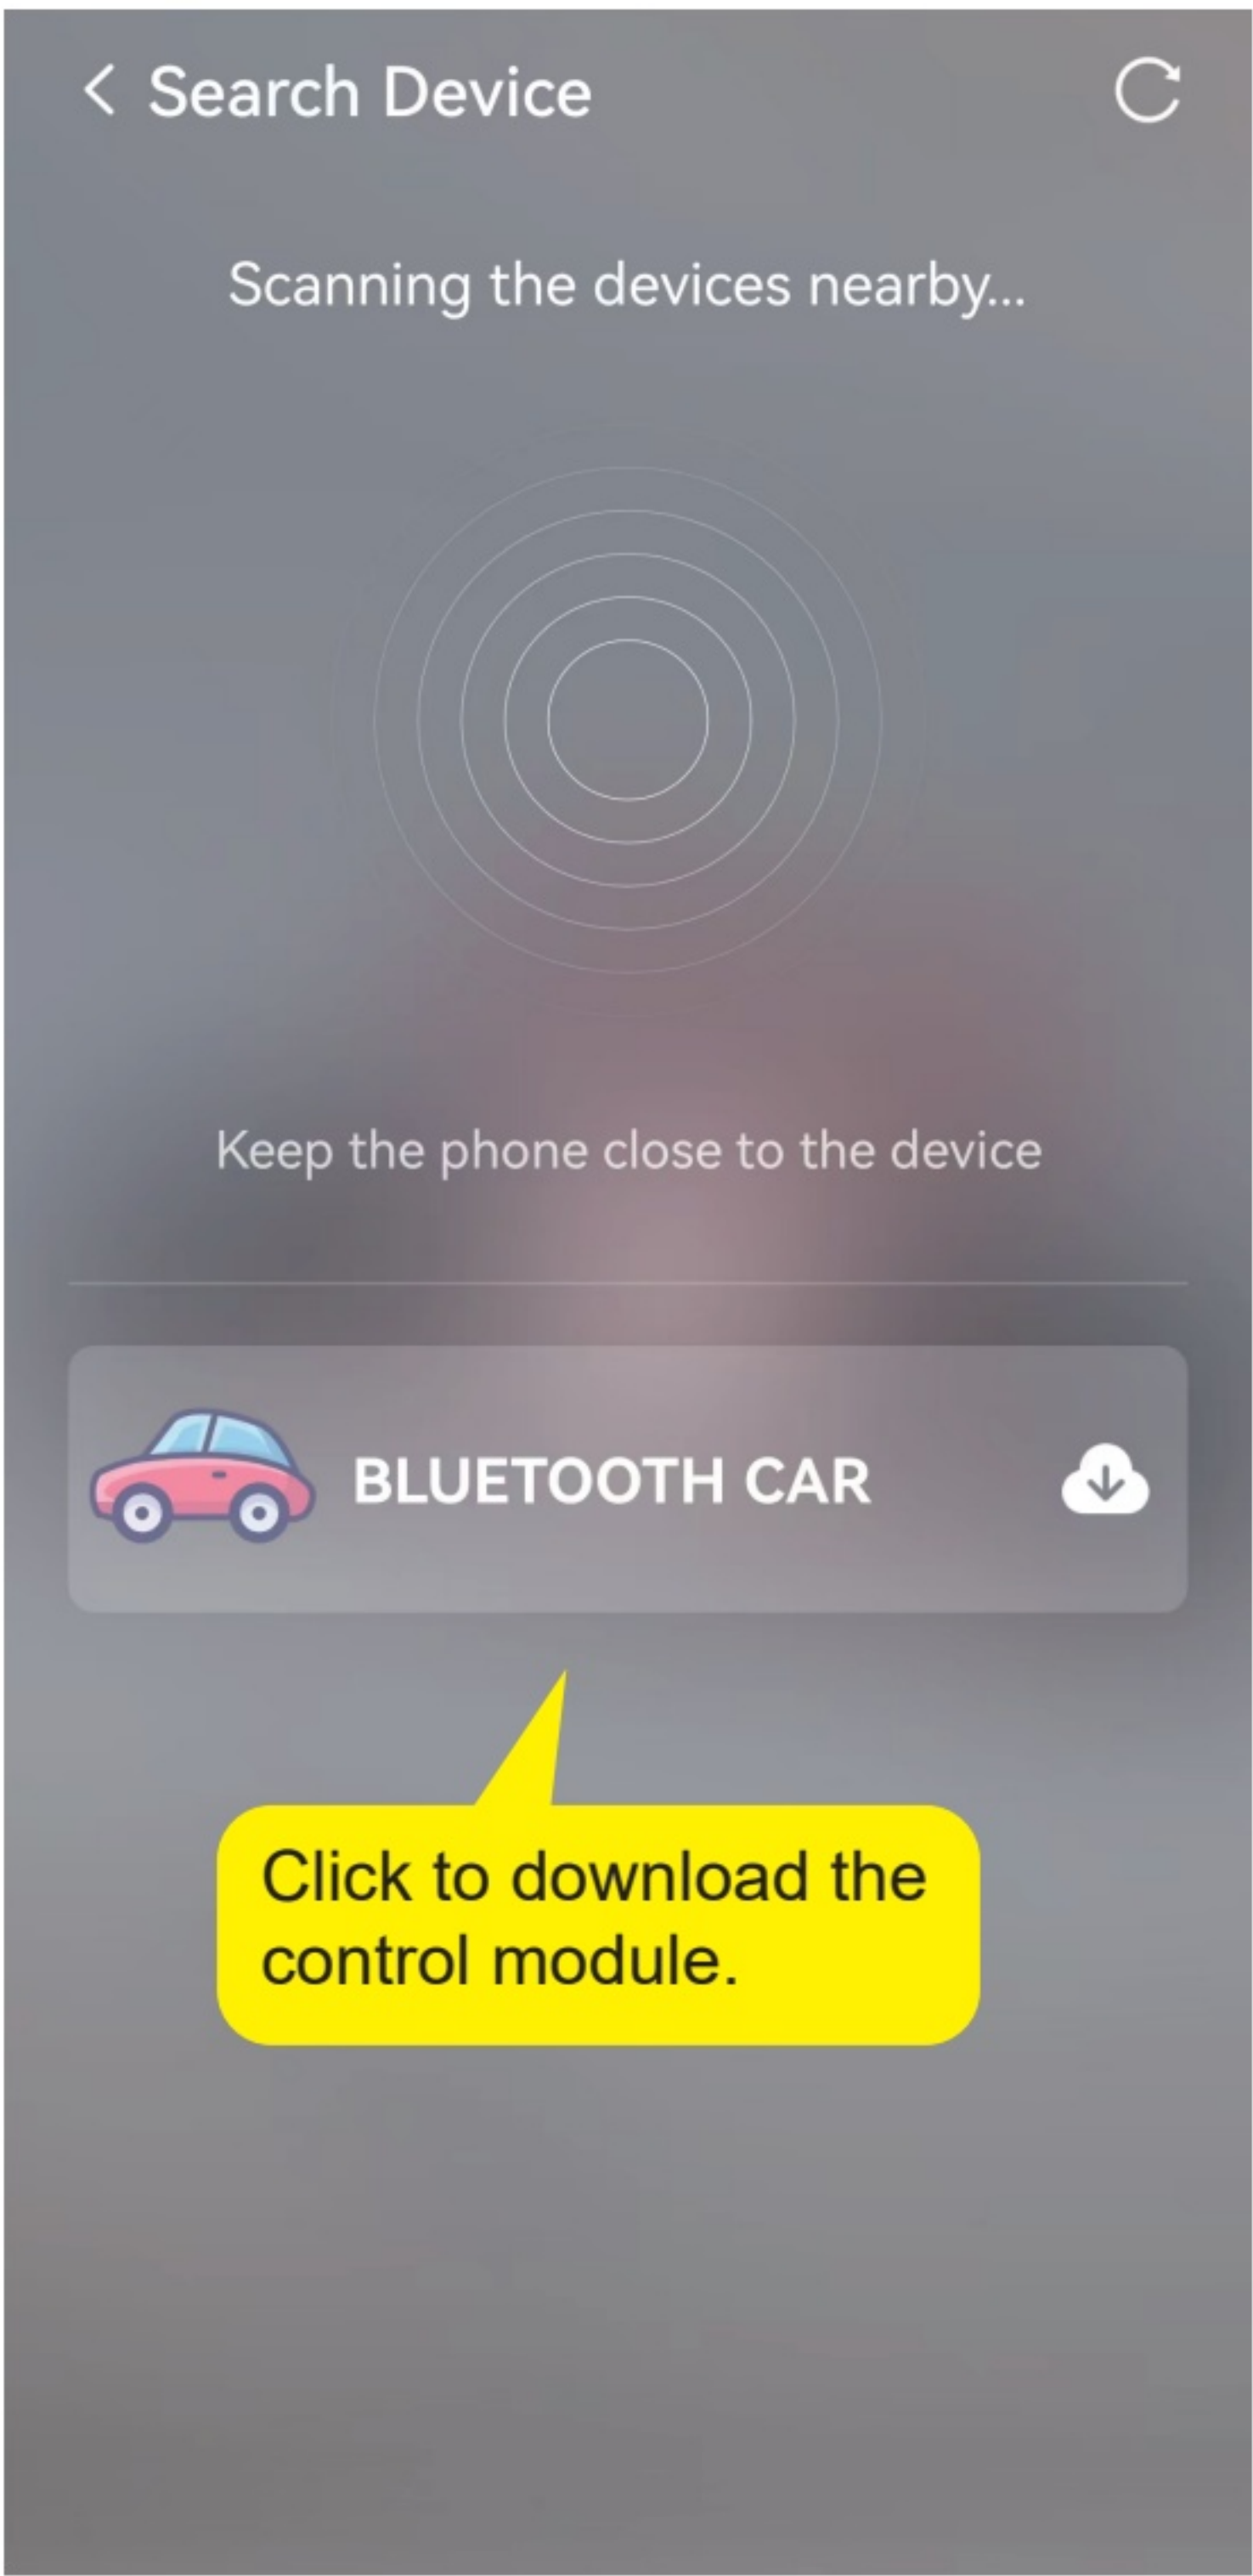 Search Device
Scanning the devices nearby...
Keep the phone close to the device
BLUETOOTH CAR
Click to download the
control module.